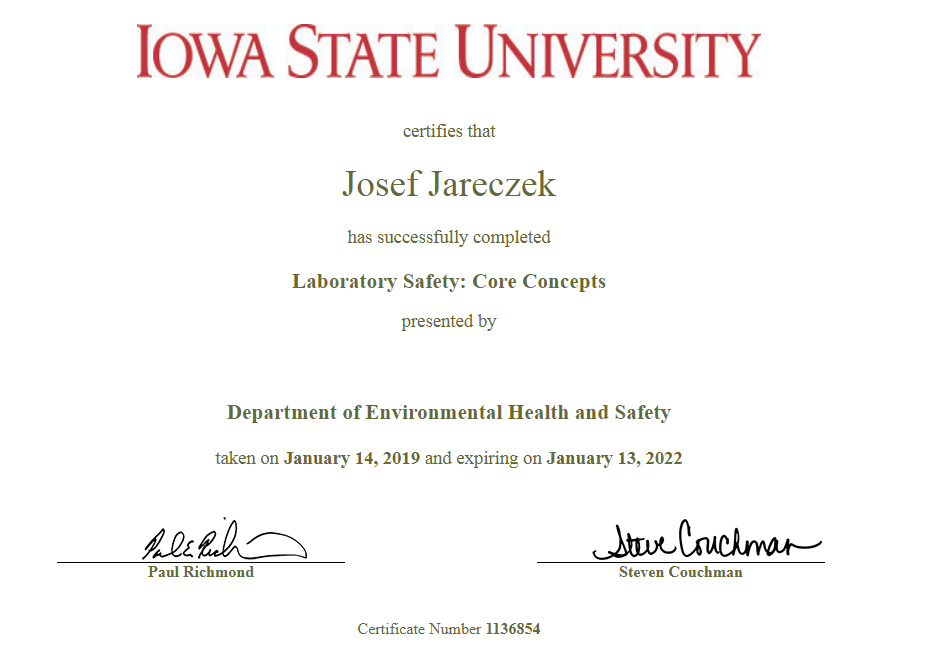 IOWA STATE UNIVERSITY
certifies that
Josef Jareczek
has successfully completed
Laboratory Safety: Core Concepts
presented by
Department of Environmental Health and Safety
taken on January 14, 2019 and expiring on January 13, 2022
Steve Couchman
Paul Richmond
Steven Couchman
Certificate Number 1136854